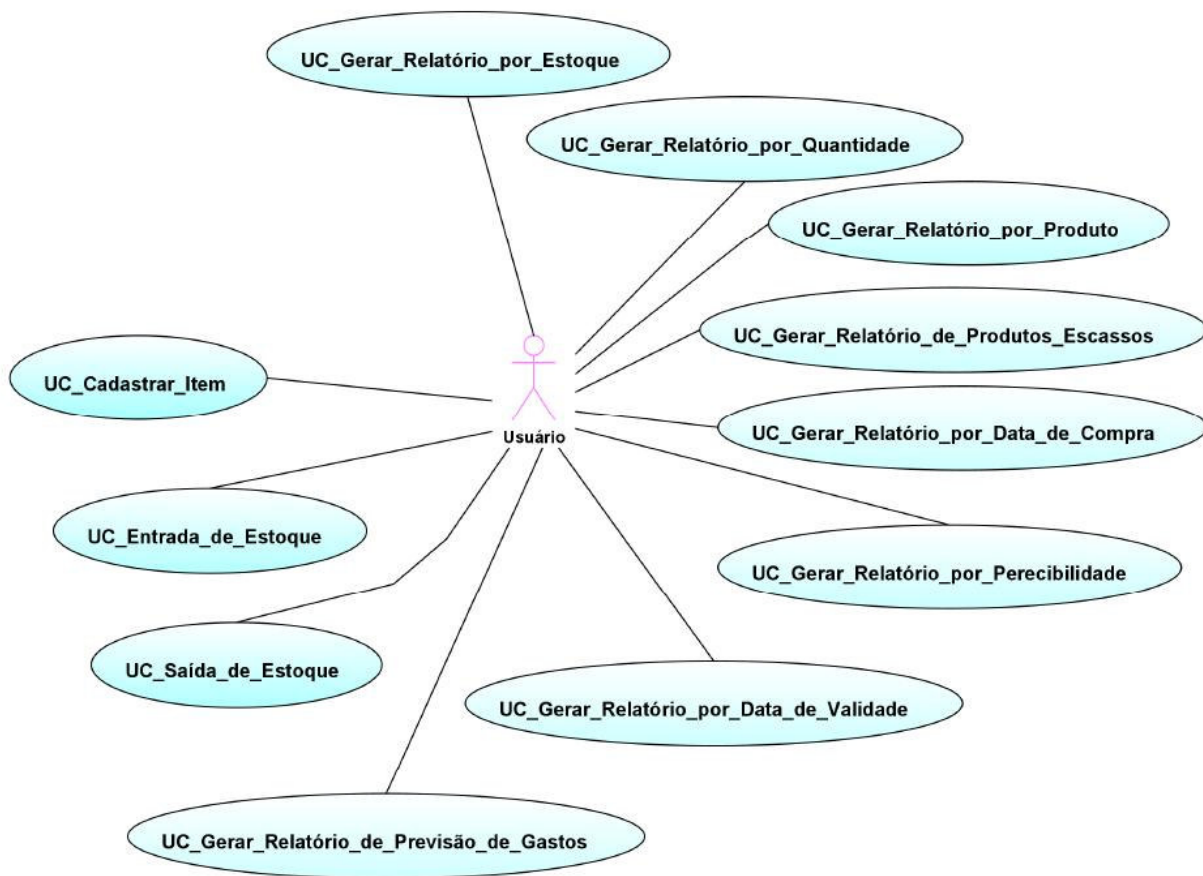 UC_Gerar_Relatório_por_Estoque
UC_Gerar_Relatório_por_Quantidade
UC_Gerar_Relatório_por_Produto
UC_Gerar_Relatório_de_Produtos_Escassos
UC_Cadastrar_Item
UC_Gerar_Relatório_por_Data_de_Compra
Usuário
UC_Entrada_de_Estoque
UC_Gerar_Relatório_por_Perecibilidade
UC_Saída_de_Estoque
UC_Gerar_Relatório_por_Data_de_Validade
UC_Gerar_Relatório_de_Previsão_de_Gastos